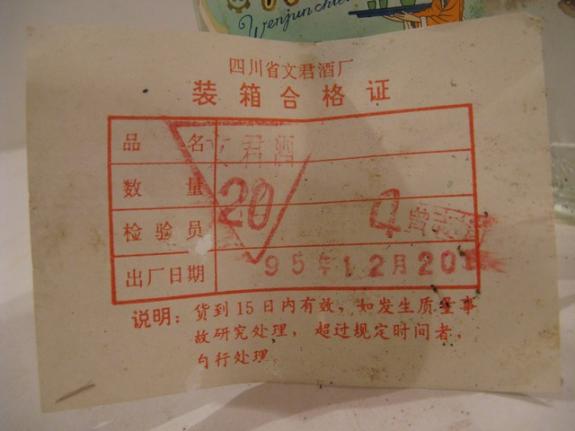 Wenjunchiew
四川省文君酒厂
装箱合格证
品名 文君酒
数量 20
检验员 4
出厂日期 95年12月20日
说明：货到15日内有效，如发生质量事
故研究处理，超过规定时间者，
勻行处理